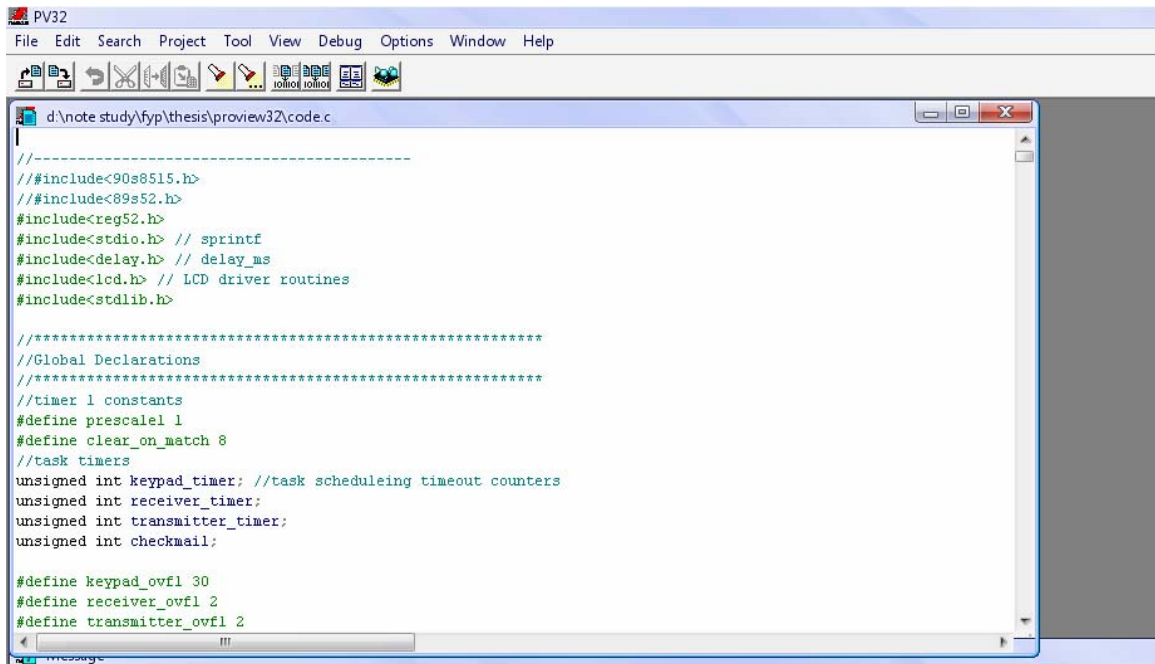 PV32
File Edit Search Project Tool View Debug Options Window Help
d:\note study\fyp\thesis\proview32\code.c
//-------------------------------------------
//#include<90s8515.h>
//#include<89s52.h>
#include<reg52.h>
#include<stdio.h> // sprintf
#include<delay.h> // delay_ms
#include<lcd.h> // LCD driver routines
#include<stdlib.h>
//**********************************************************
//Global Declarations
//**********************************************************
//timer 1 constants
#define prescale1 1
#define clear_on_match 8
//task timers
unsigned int keypad_timer; //task scheduleing timeout counters
unsigned int receiver_timer;
unsigned int transmitter_timer;
unsigned int checkmail;
#define keypad_ovfl 30
#define receiver_ovfl 2
#define transmitter_ovfl 2
Message